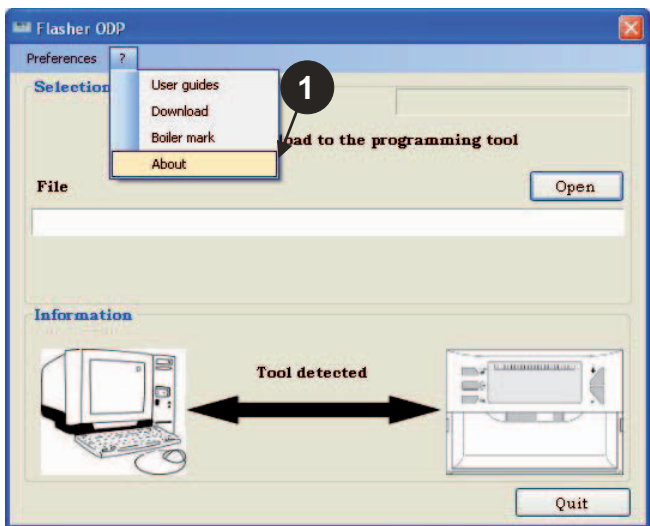 Flasher ODP
Preferences ?
Selection
User guides
Download
Boiler mark
About
1
load to the programming tool
File
Open
Information
Tool detected
Quit